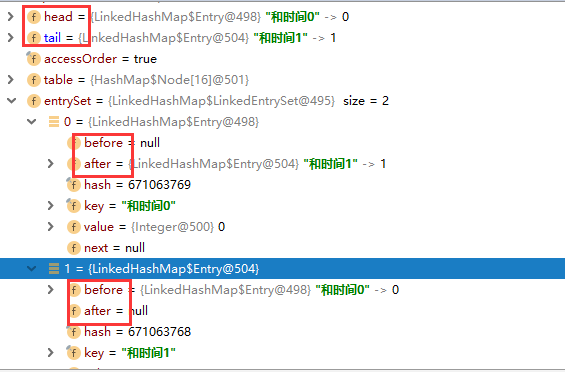 head = {LinkedHashMap$Entry@498} "和时间0" -> 0
tail = {LinkedHashMap$Entry@504} "和时间1" -> 1
accessOrder = true
table = {HashMap$Node[16]@501}
entrySet = {LinkedHashMap$LinkedEntrySet@495} size = 2
0 = {LinkedHashMap$Entry@498}
before = null
after = {LinkedHashMap$Entry@504} "和时间1" -> 1
hash = 671063769
key = "和时间0"
value = {Integer@500} 0
next = null
1 = {LinkedHashMap$Entry@504}
before = {LinkedHashMap$Entry@498} "和时间0" -> 0
after = null
hash = 671063768
key = "和时间1"